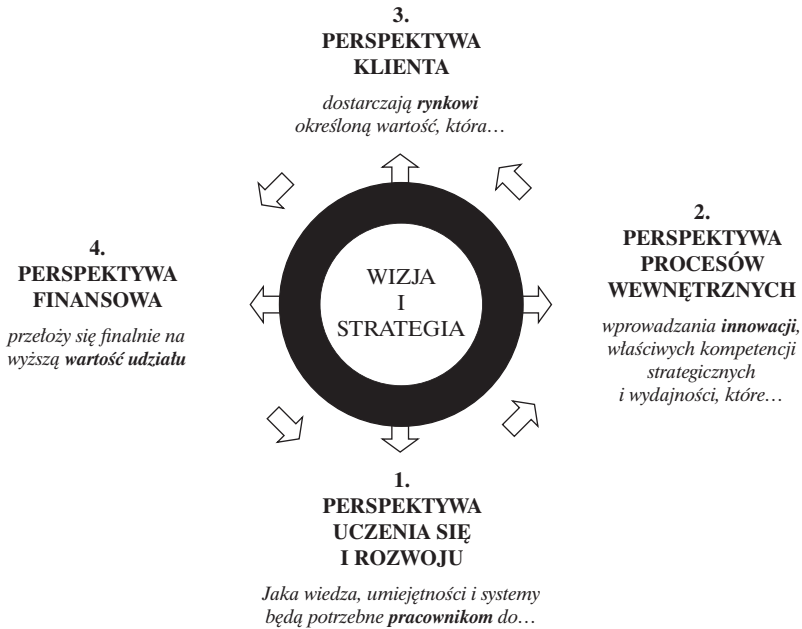 3.
PERSPEKTYWA
KLIENTA
dostarczają rynkowi
określoną wartość, która…
4.
PERSPEKTYWA
FINANSOWA
przełoży się finalnie na
wyższą wartość udziału
WIZJA
I
STRATEGIA
2.
PERSPEKTYWA
PROCESÓW
WEWNĘTRZNYCH
wprowadzania innowacji,
właściwych kompetencji
strategicznych
i wydajności, które…
1.
PERSPEKTYWA
UCZENIA SIĘ
I ROZWOJU
Jaka wiedza, umiejętności i systemy
będą potrzebne pracownikom do…